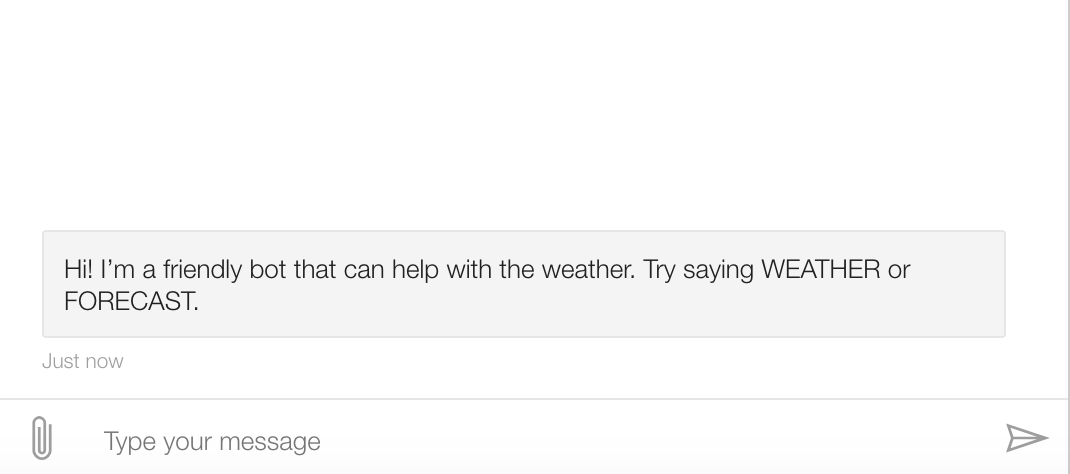 Hi! I’m a friendly bot that can help with the weather. Try saying WEATHER or
FORECAST.
Just now
Type your message